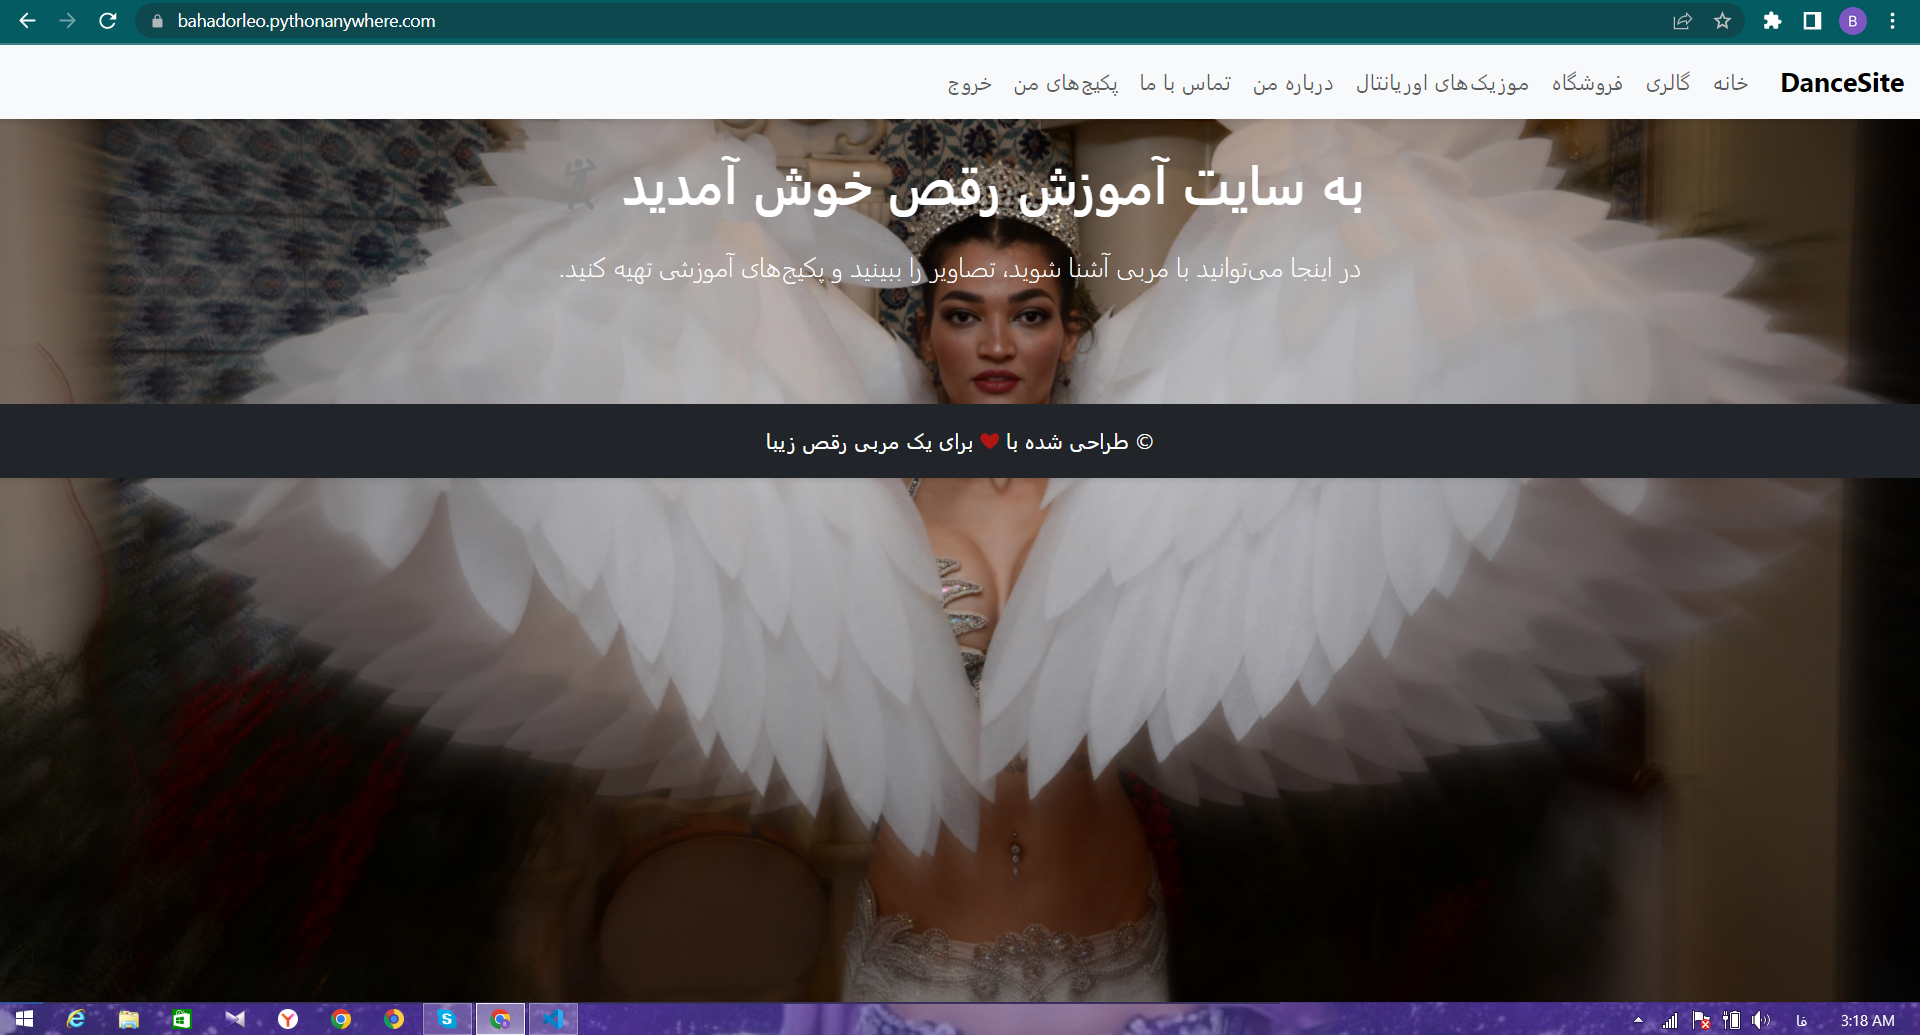 bahadorleo.pythonanywhere.com
B
DanceSite خانه گالری فروشگاه موزیک‌های اوریانتال درباره من تماس با ما پکیج‌های من خروج
به سایت آموزش رقص خوش آمدید
در اینجا می‌توانید با مربی آشنا شوید، تصاویر را ببینید و پکیج‌های آموزشی تهیه کنید.
© طراحی شده با ❤ برای یک مربی رقص زیبا
فا 3:18 AM